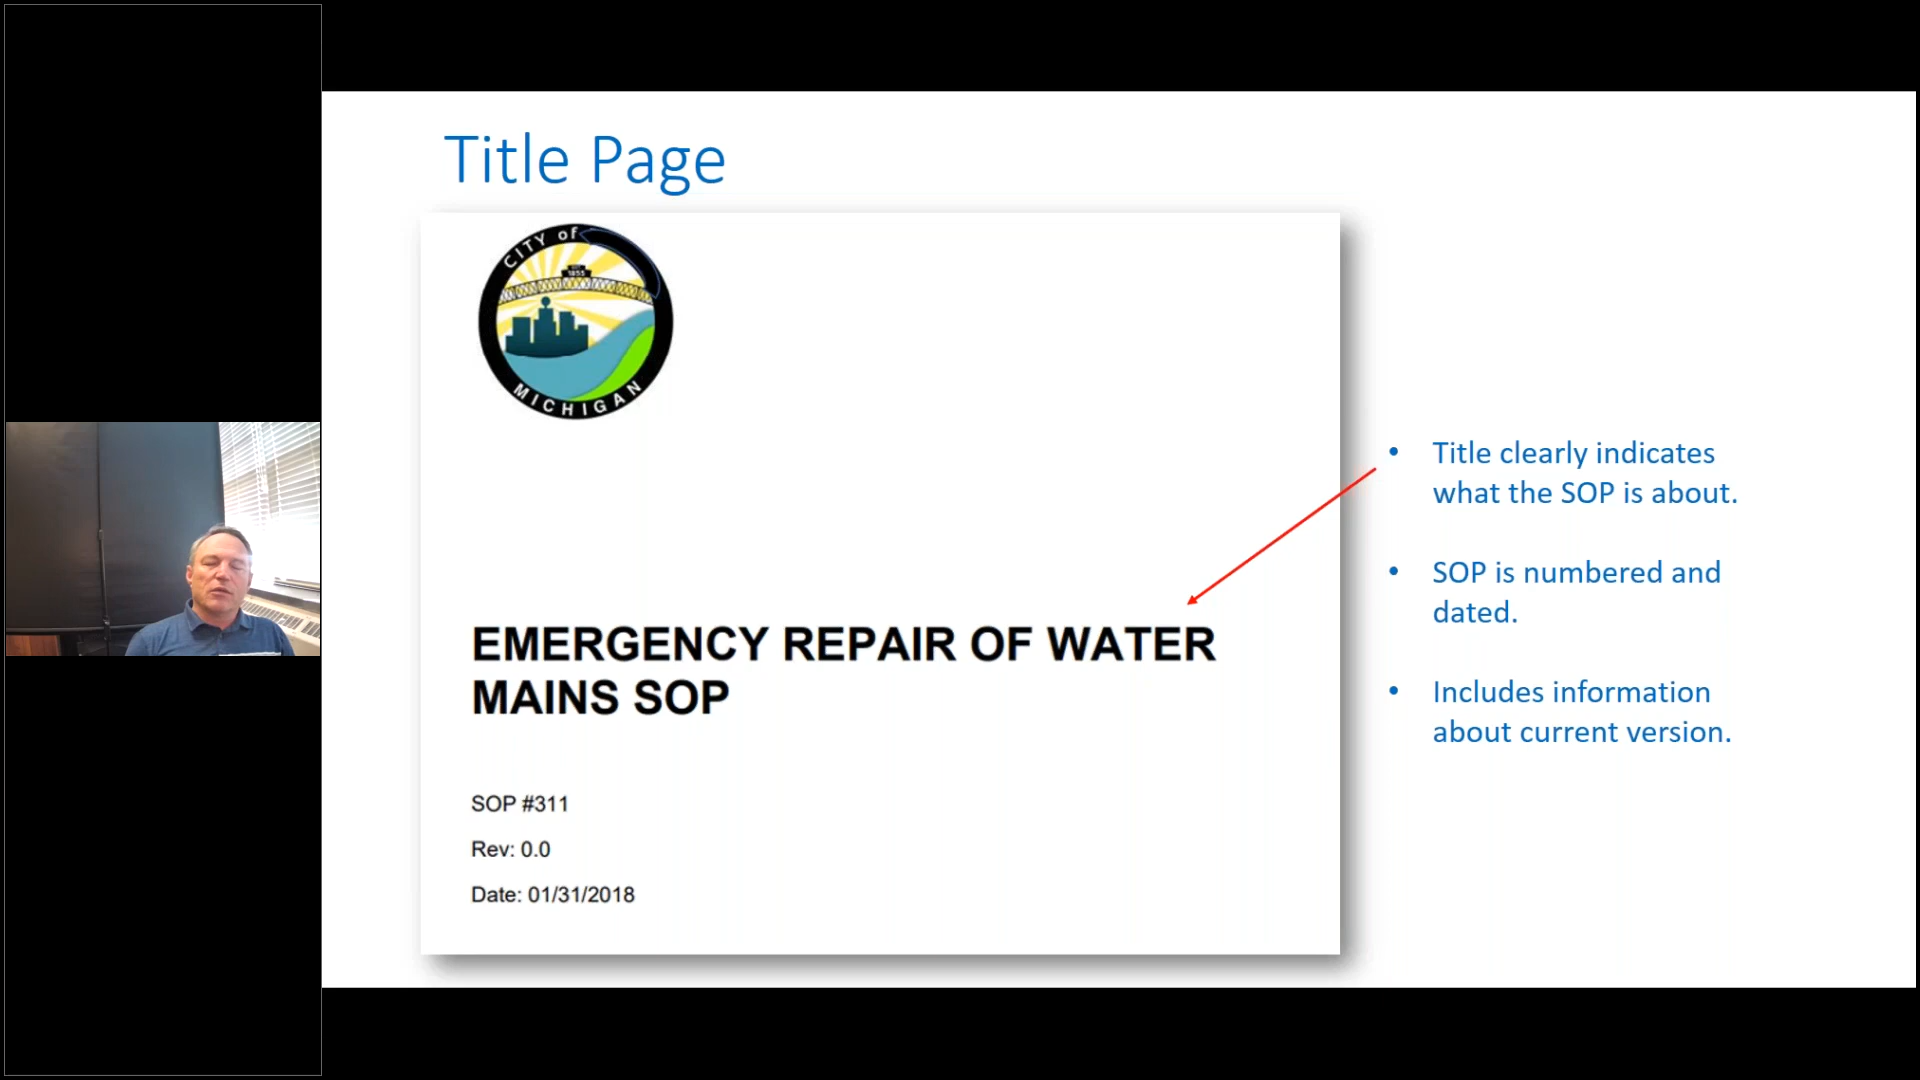 Title Page
CITY of
1855
MICHIGAN
EMERGENCY REPAIR OF WATER
MAINS SOP
SOP #311
Rev: 0.0
Date: 01/31/2018
• Title clearly indicates
what the SOP is about.
• SOP is numbered and
dated.
• Includes information
about current version.